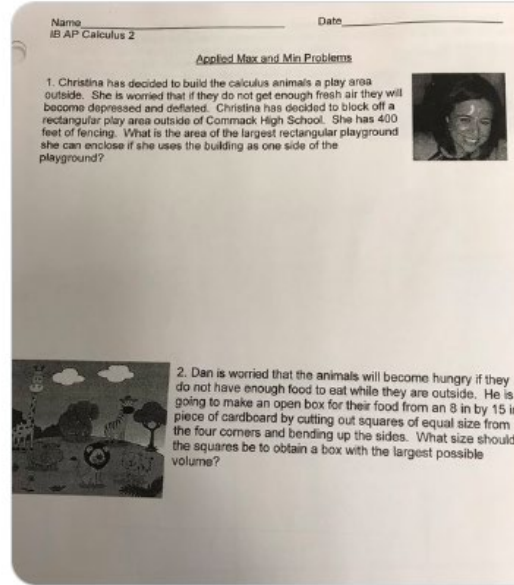 Name Date
IB AP Calculus 2
Applied Max and Min Problems
1. Christina has decided to build the calculus animals a play area
outside. She is worried that if they do not get enough fresh air they will
become depressed and deflated. Christina has decided to block off a
rectangular play area outside of Commack High School. She has 400
feet of fencing. What is the area of the largest rectangular playground
she can enclose if she uses the building as one side of the
playground?
2. Dan is worried that the animals will become hungry if they
do not have enough food to eat while they are outside. He is
going to make an open box for their food from an 8 in by 15 i
piece of cardboard by cutting out squares of equal size from
the four corners and bending up the sides. What size should
the squares be to obtain a box with the largest possible
volume?